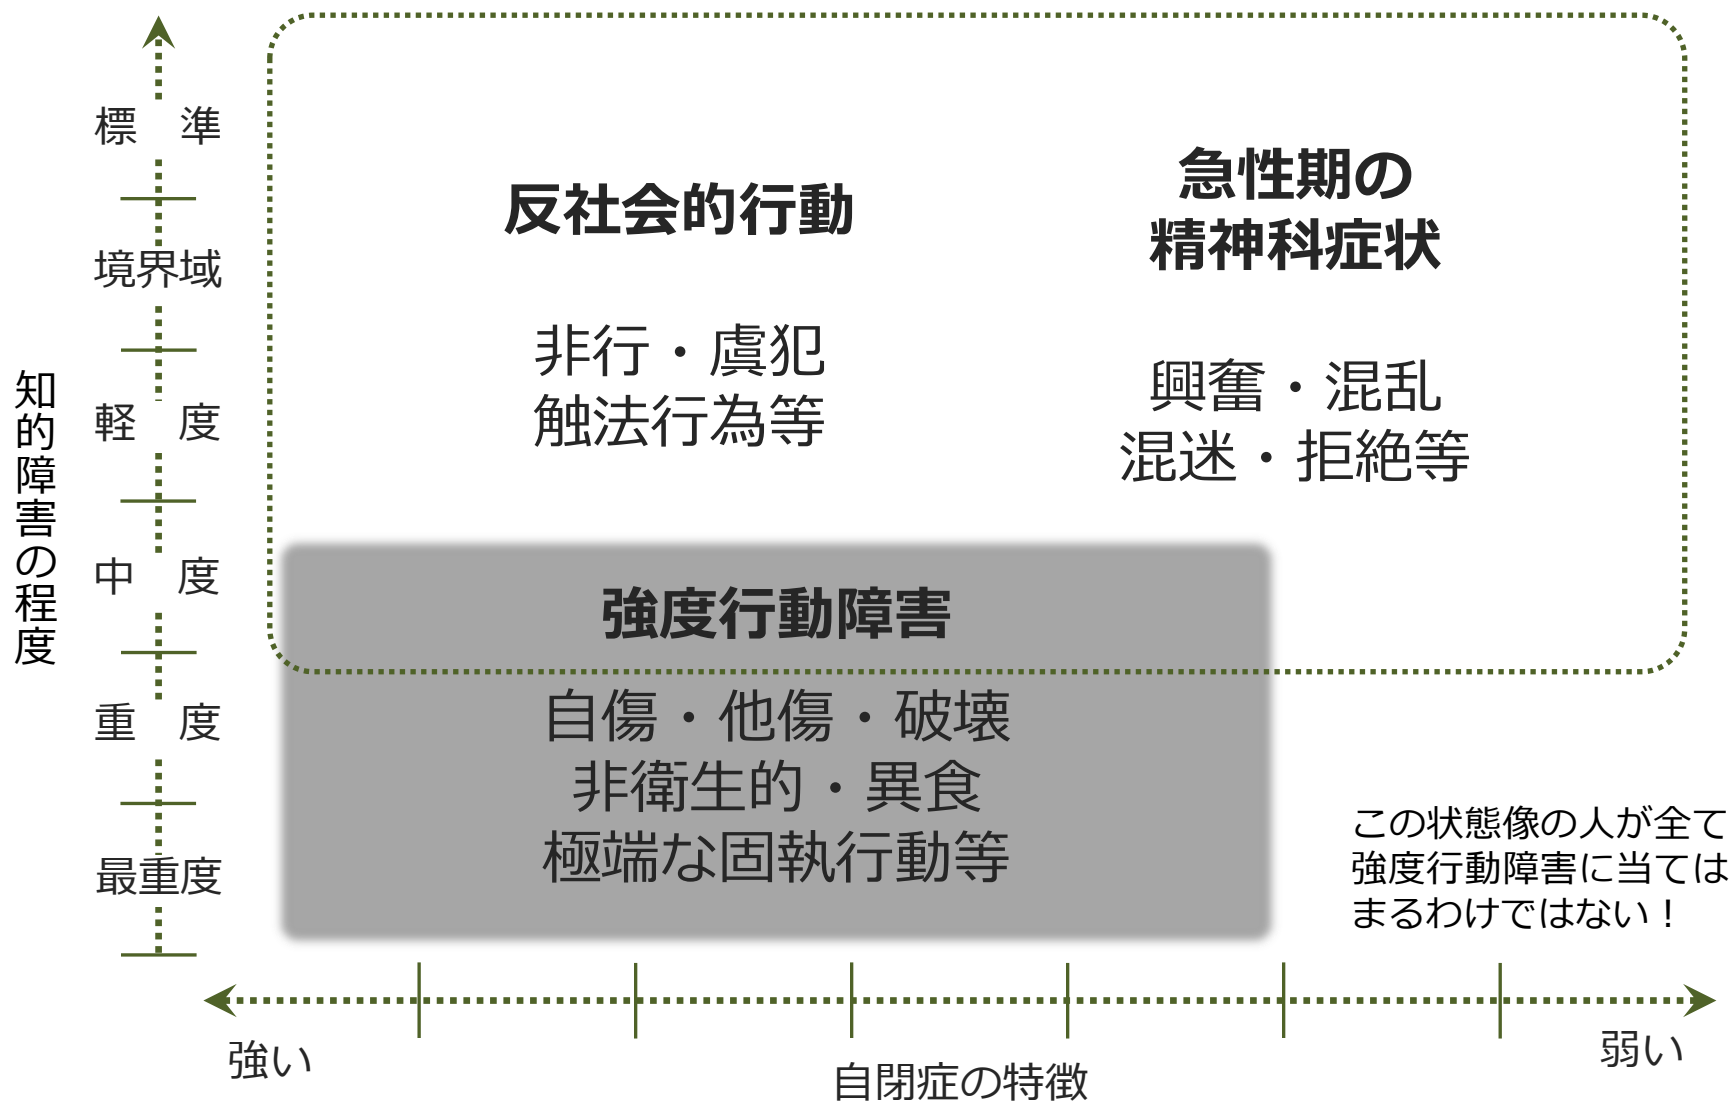 標　準
境界域
軽　度
中　度
重　度
最重度
知的障害の程度
反社会的行動
非行・虞犯
触法行為等
急性期の
精神科症状
興奮・混乱
混迷・拒絶等
強度行動障害
自傷・他傷・破壊
非衛生的・異食
極端な固執行動等
この状態像の人が全て
強度行動障害に当ては
まるわけではない！
強い
自閉症の特徴
弱い